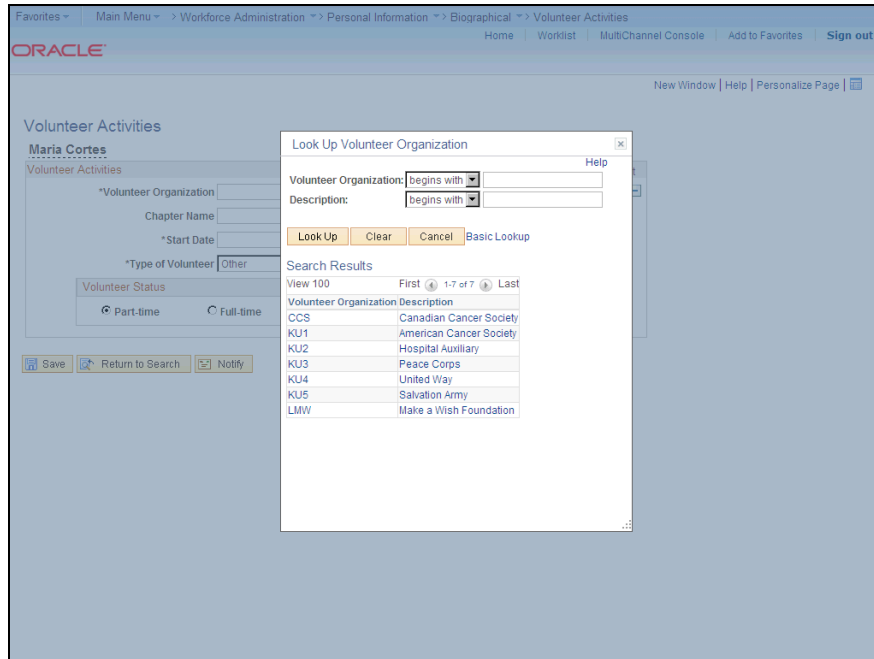 Favorites Main Menu > Workforce Administration > Personal Information > Biographical > Volunteer Activities
Home Worklist MultiChannel Console Add to Favorites Sign out
ORACLE
New Window | Help | Personalize Page |
Volunteer Activities
Maria Cortes
Volunteer Activities
*Volunteer Organization
Chapter Name
*Start Date
*Type of Volunteer Other
Volunteer Status
Part-time Full-time
Save Return to Search Notify
Look Up Volunteer Organization
Help
Volunteer Organization: begins with
Description: begins with
Look Up Clear Cancel Basic Lookup
Search Results
View 100 First 1-7 of 7 Last
Volunteer Organization Description
CCS Canadian Cancer Society
KU1 American Cancer Society
KU2 Hospital Auxiliary
KU3 Peace Corps
KU4 United Way
KU5 Salvation Army
LMW Make a Wish Foundation